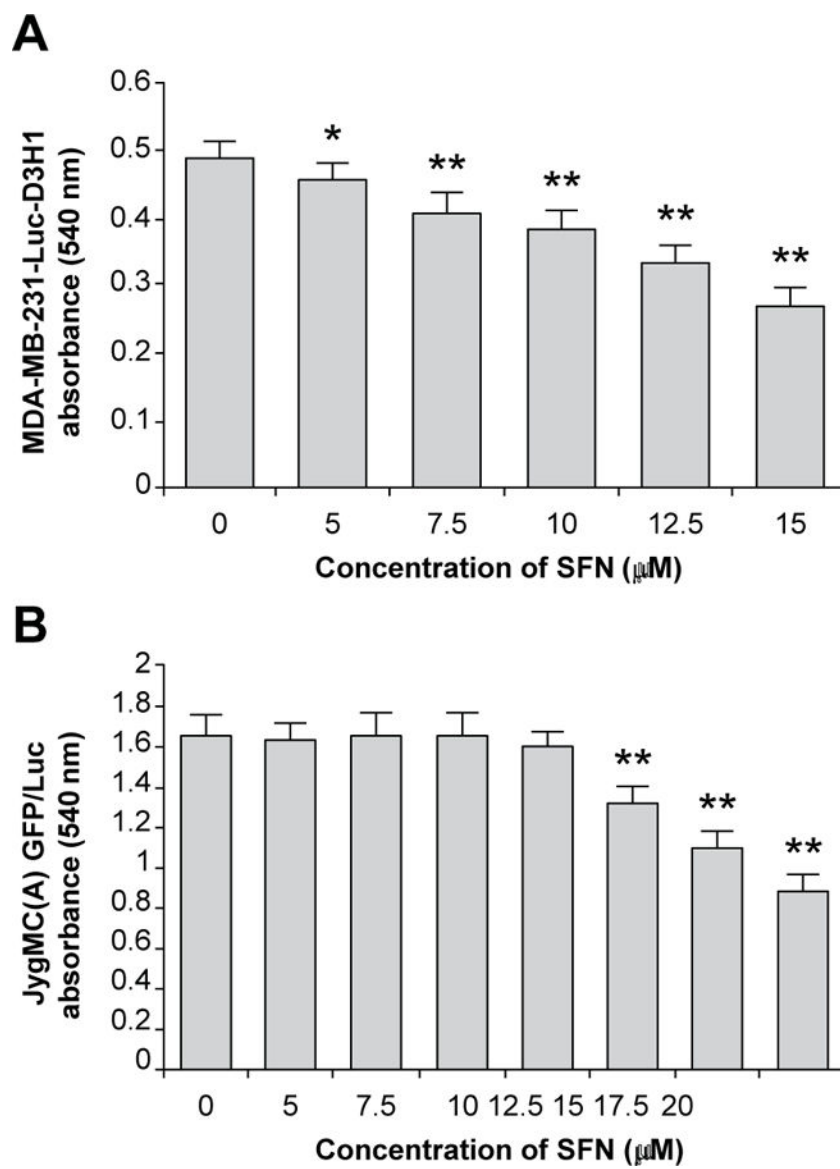 A
MDA-MB-231-Luc-D3H1
absorbance (540 nm)
0.6
0.5
0.4
0.3
0.2
0.1
0
*
**
**
**
**
0 5 7.5 10 12.5 15
Concentration of SFN (μM)
B
JygMC(A) GFP/Luc
absorbance (540 nm)
2
1.8
1.6
1.4
1.2
1
0.8
0.6
0.4
0.2
0
**
**
**
0 5 7.5 10 12.5 15 17.5 20
Concentration of SFN (μM)